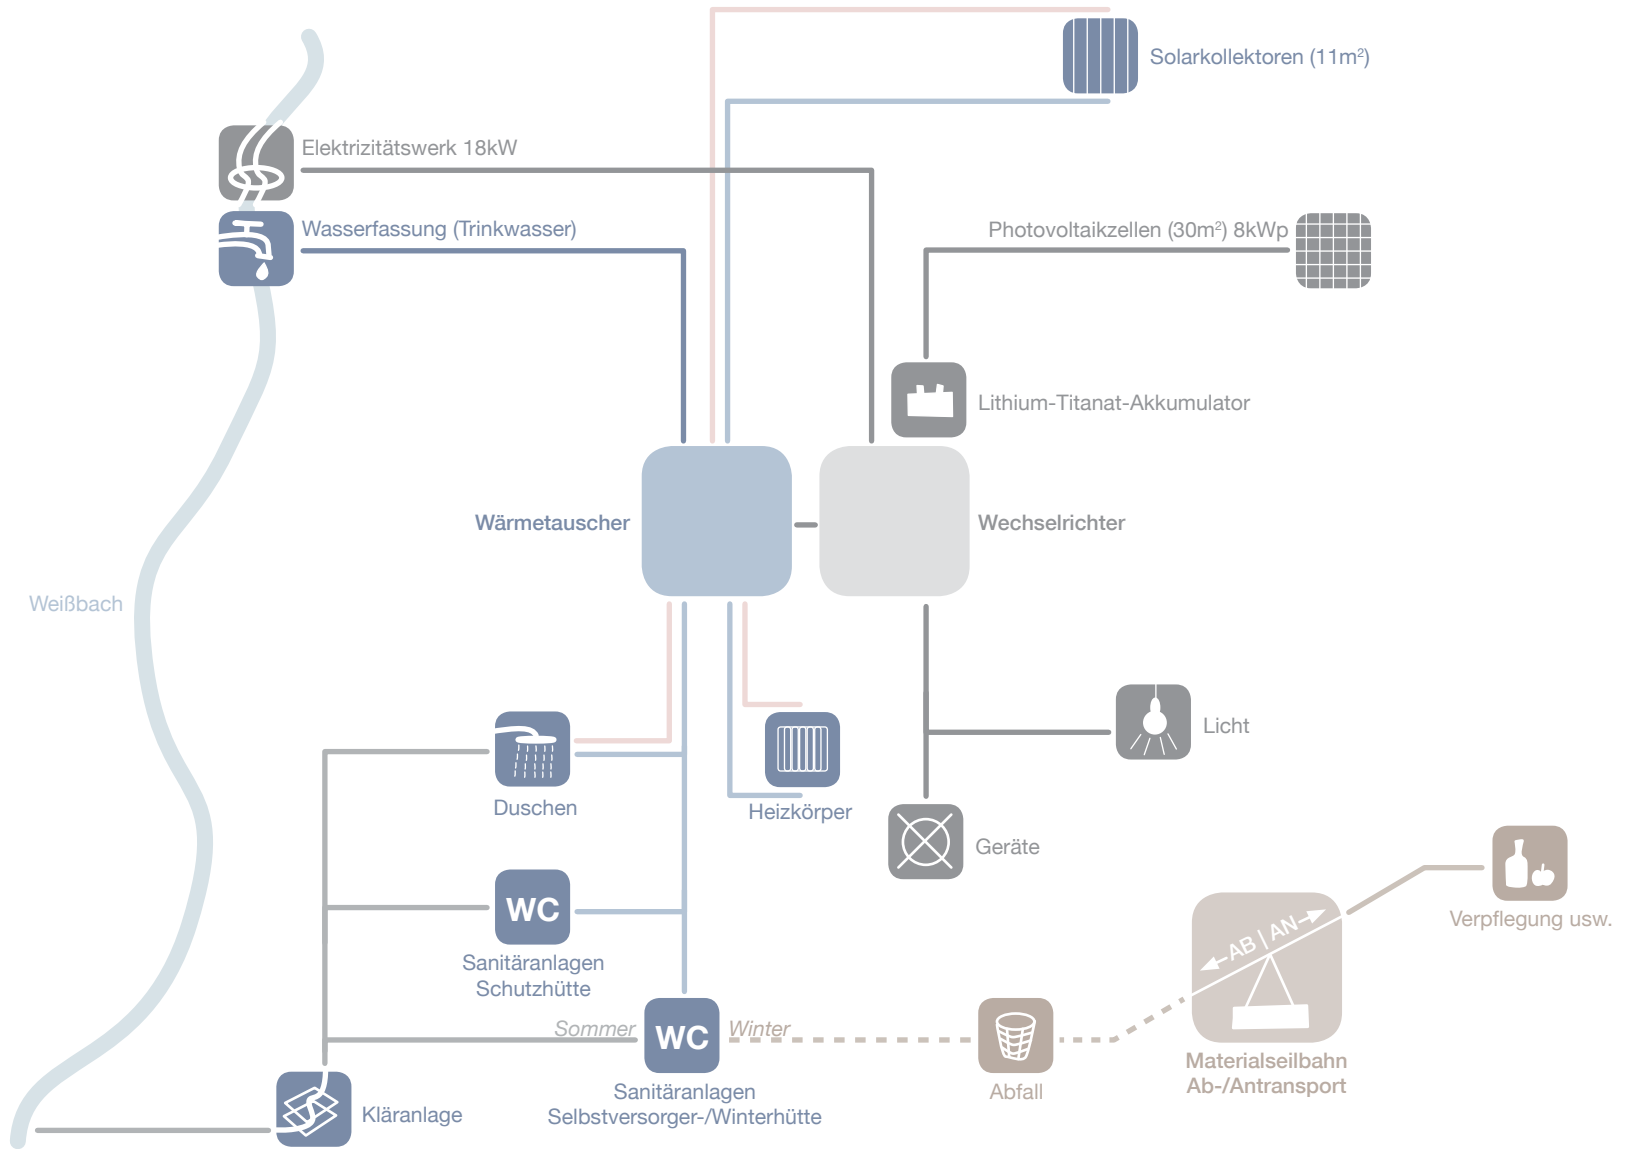 Solarkollektoren (11m²)
Elektrizitätswerk 18kW
Wasserfassung (Trinkwasser)
Photovoltaikzellen (30m²) 8kWp
Lithium-Titanat-Akkumulator
Wärmetauscher
Wechselrichter
Weißbach
Licht
Duschen
Heizkörper
Geräte
WC
Sanitäranlagen
Schutzhütte
Verpflegung usw.
AB | AN
Sommer
WC
Winter
Sanitäranlagen
Selbstversorger-/Winterhütte
Abfall
Materialseilbahn
Ab-/Antransport
Kläranlage